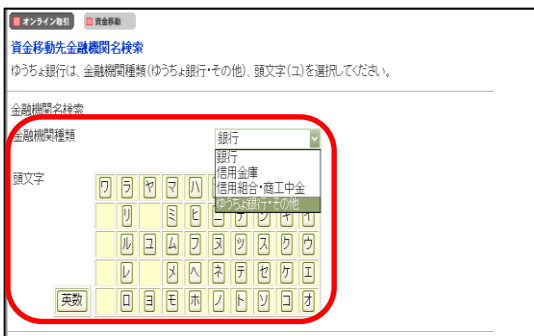 オンライン取引 資金移動
資金移動先金融機関名検索
ゆうちょ銀行は、金融機関種類(ゆうちょ銀行・その他)、頭文字(ユ)を選択してください。
金融機関名検索
金融機関種類 銀行
銀行
信用金庫
信用組合・商工中金
ゆうちょ銀行・その他
頭文字 ワ ラ ヤ マ ハ
リ ミ ヒ ニ チ シ キ イ
ル ユ ム フ ヌ ツ ス ク ウ
レ メ ヘ ネ テ セ ケ エ
英数 ロ ヨ モ ホ ノ ト ソ コ オ